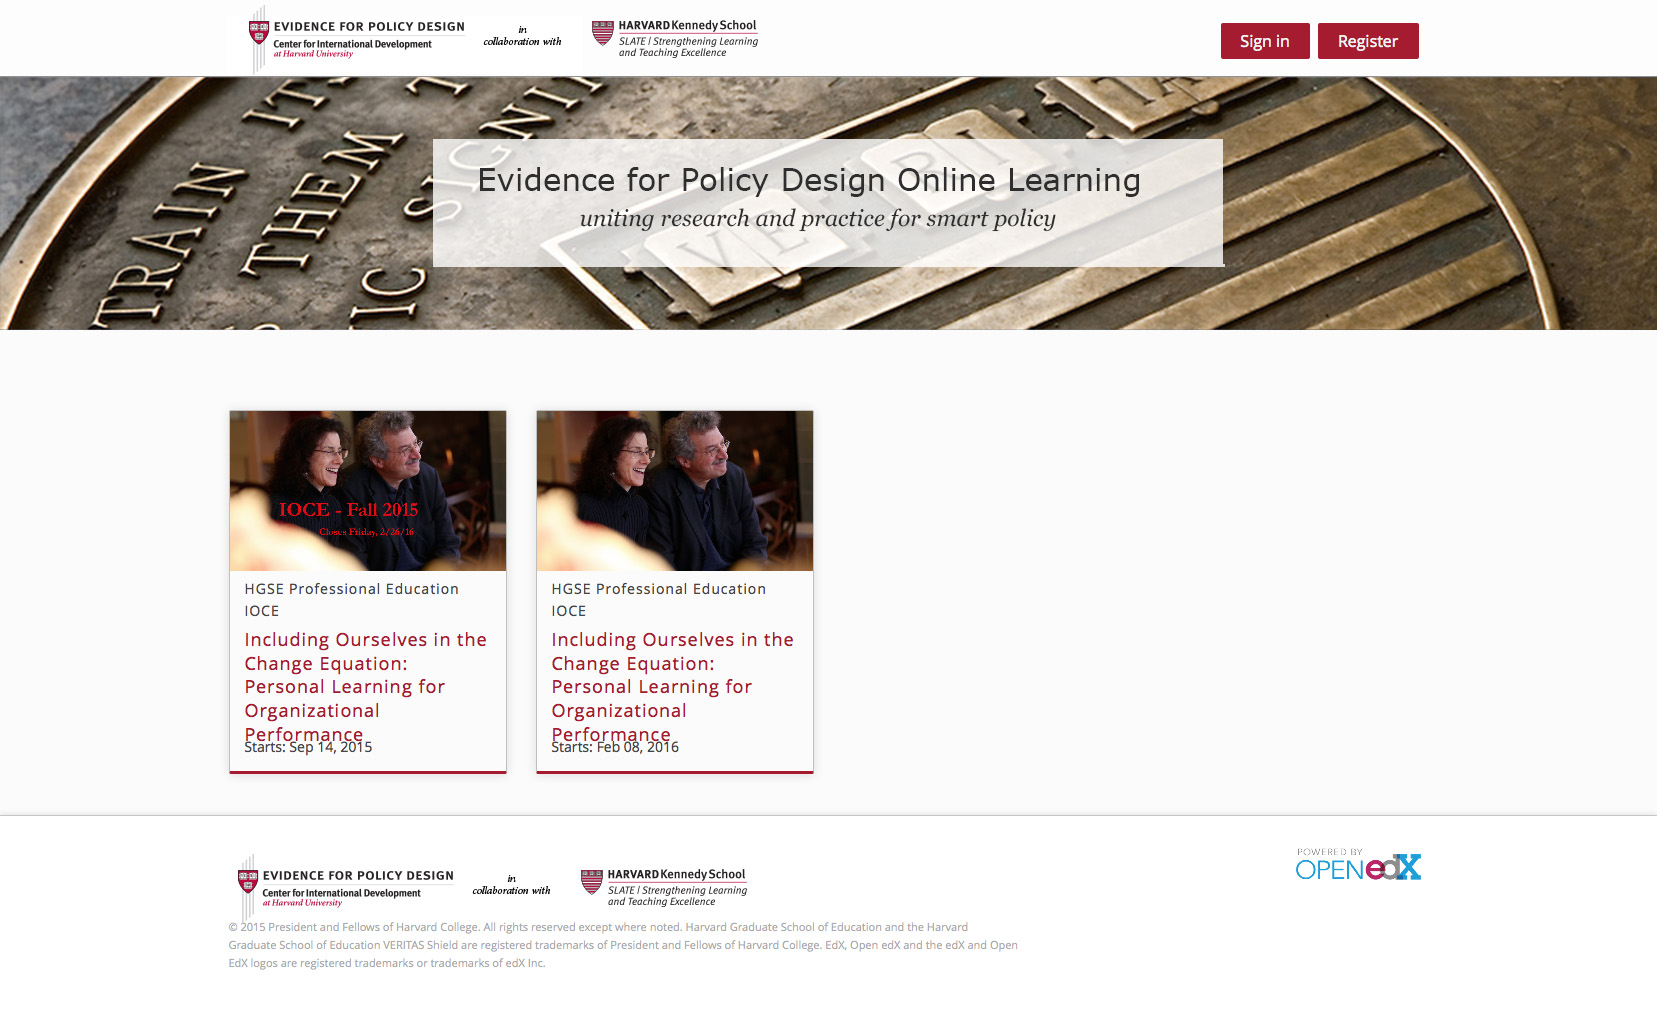 EVIDENCE FOR POLICY DESIGN
Center for International Development
at Harvard University
in
collaboration with
HARVARD Kennedy School
SLATE | Strengthening Learning
and Teaching Excellence
Sign in
Register
TRAIN
THEM
IC
SIGNI
VE
RI
Evidence for Policy Design Online Learning
uniting research and practice for smart policy
IOCE - Fall 2015
Closes Friday, 2/26/16
HGSE Professional Education
IOCE
Including Ourselves in the
Change Equation:
Personal Learning for
Organizational
Performance
Starts: Sep 14, 2015
HGSE Professional Education
IOCE
Including Ourselves in the
Change Equation:
Personal Learning for
Organizational
Performance
Starts: Feb 08, 2016
EVIDENCE FOR POLICY DESIGN
Center for International Development
at Harvard University
in
collaboration with
HARVARD Kennedy School
SLATE | Strengthening Learning
and Teaching Excellence
POWERED BY
OPEN edX
© 2015 President and Fellows of Harvard College. All rights reserved except where noted. Harvard Graduate School of Education and the Harvard
Graduate School of Education VERITAS Shield are registered trademarks of President and Fellows of Harvard College. EdX, Open edX and the edX and Open
EdX logos are registered trademarks or trademarks of edX Inc.